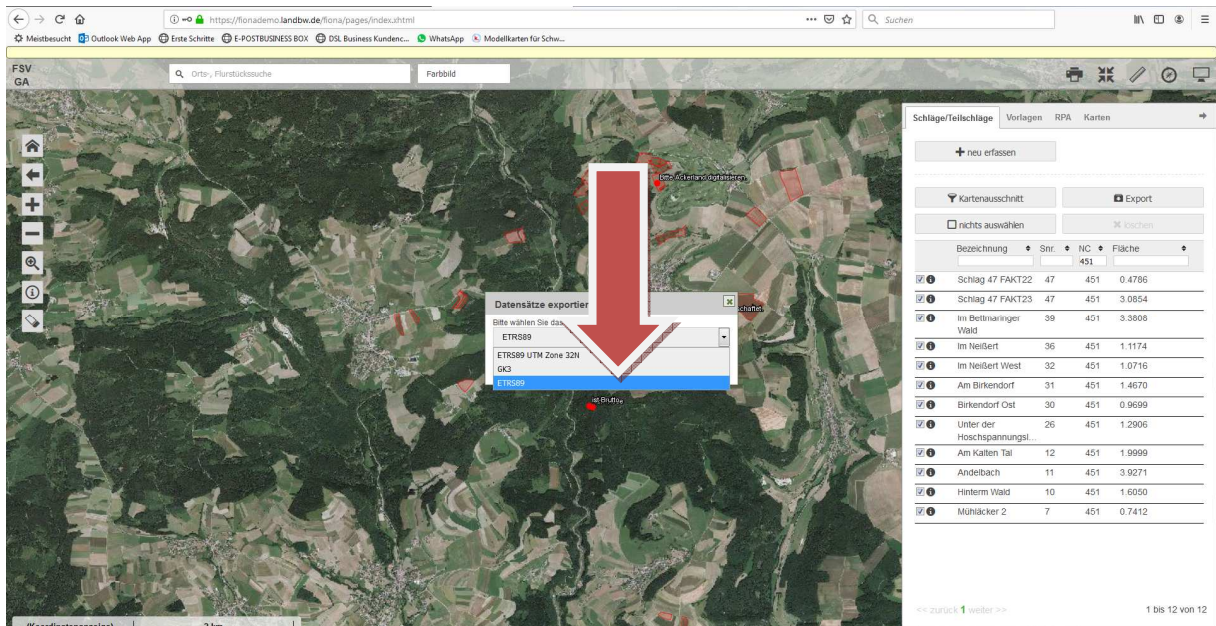 https://fionademo.landbw.de/fiona/pages/index.xhtml
Suchen
Meistbesucht Outlook Web App Erste Schritte E-POSTBUSINESS BOX DSL Business Kundenc... WhatsApp Modellkarten für Schw...
FSV
GA
Orts-, Flurstückssuche
Farbbild
Schläge/Teilschläge Vorlagen RPA Karten
neu erfassen
Kartenausschnitt Export
nichts auswählen löschen
Bezeichnung Snr. NC Fläche
451
Schlag 47 FAKT22 47 451 0.4786
Schlag 47 FAKT23 47 451 3.0854
Im Bettmaringer Wald 39 451 3.3808
Im Neißert 36 451 1.1174
Im Neißert West 32 451 1.0716
Am Birkendorf 31 451 1.4670
Birkendorf Ost 30 451 0.9699
Unter der Hoschspannungsl... 26 451 1.2906
Am Kalten Tal 12 451 1.9999
Andelbach 11 451 3.9271
Hinterm Wald 10 451 1.6050
Mühläcker 2 7 451 0.7412
<< zurück 1 weiter >> 1 bis 12 von 12
Bitte Ackerland digitalisieren
Datensätze exportier
Bitte wählen Sie das
ETRS89
ETRS89 UTM Zone 32N
GK3
ETRS89
schaftet
ist Brutto
(Koordinatenanzeige) 2 km